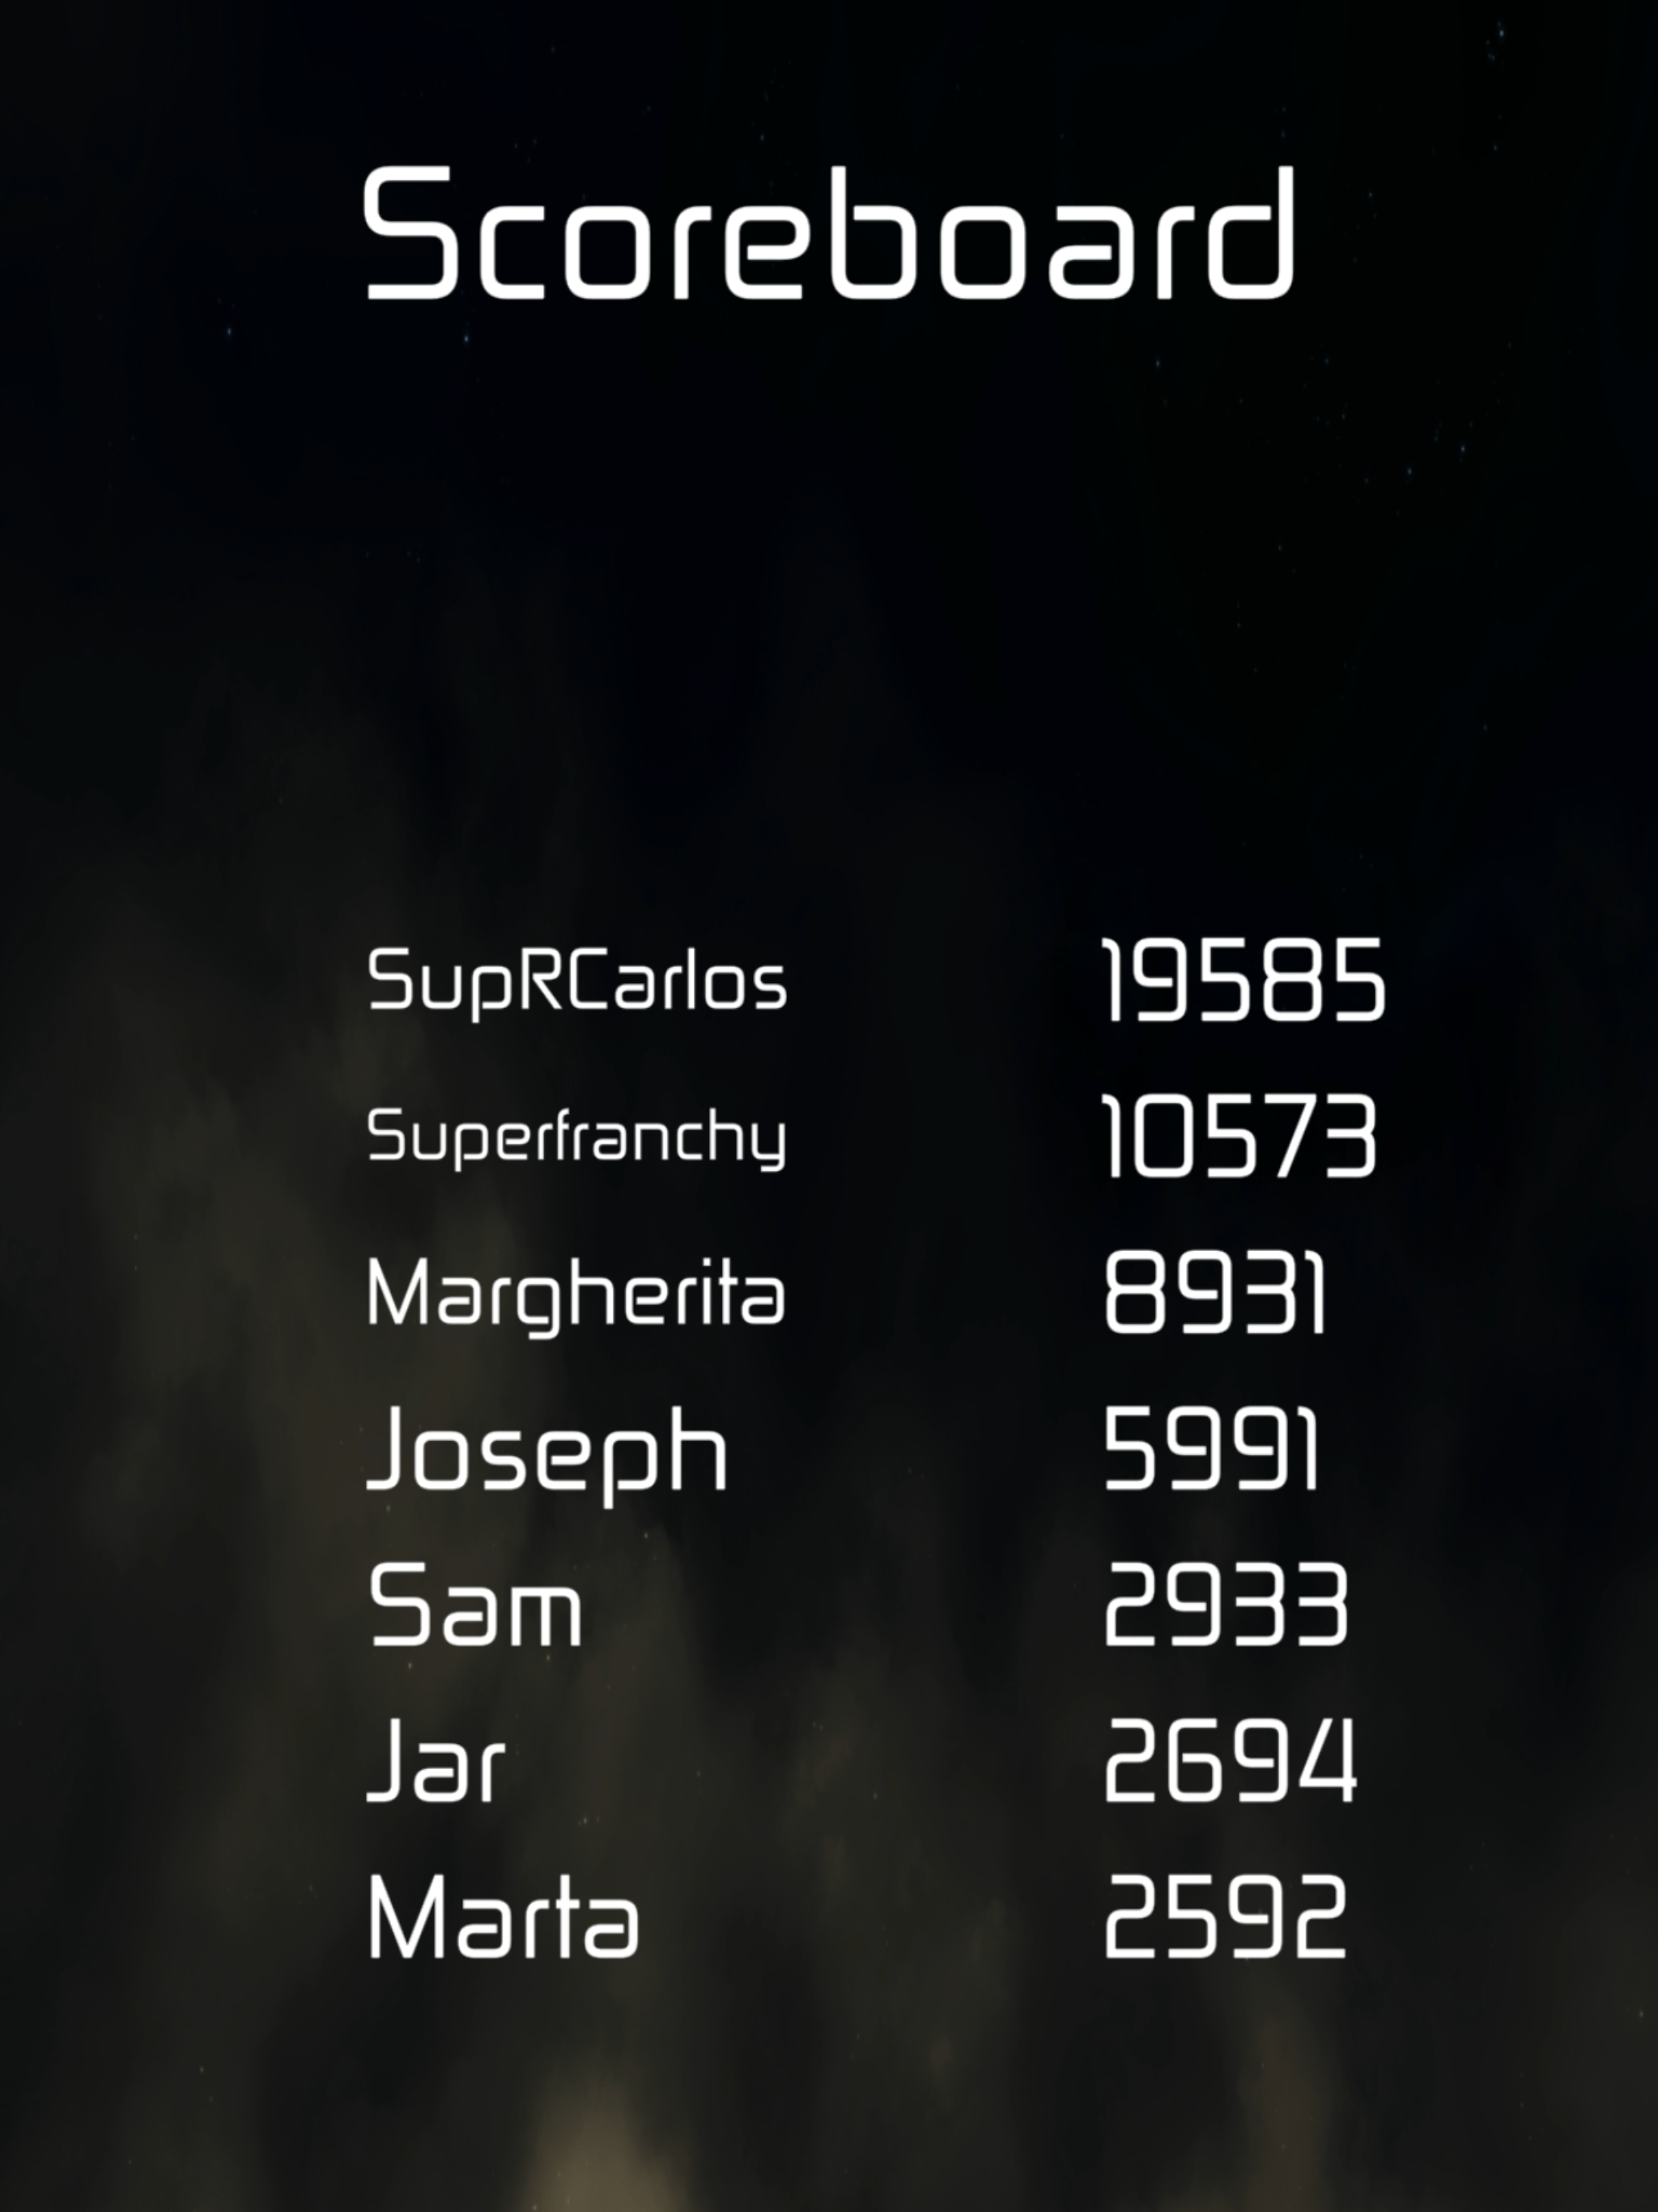 Scoreboard
SupRCarlos 19585
Superfranchy 10573
Margherita 8931
Joseph 5991
Sam 2933
Jar 2694
Marta 2592